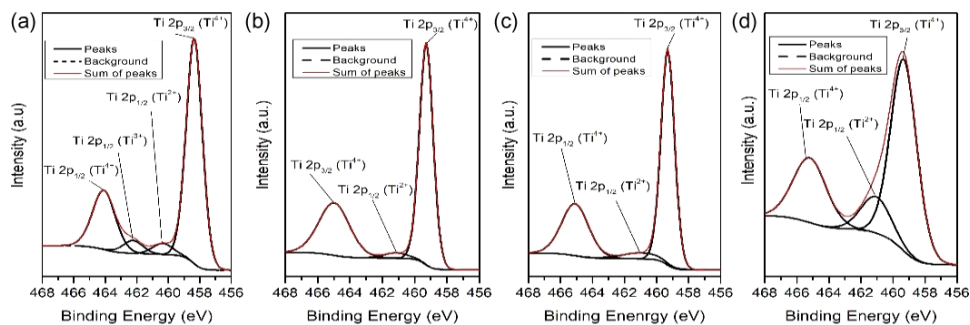 (a)
Ti 2p3/2 (Ti4+)
Peaks
Background
Sum of peaks
Ti 2p1/2 (Ti2+)
Ti 2p1/2 (Ti3+)
Ti 2p1/2 (Ti4+)
Intensity (a.u)
468 466 464 462 460 458 456
Binding Energy (eV)
(b)
Ti 2p3/2 (Ti4+)
Peaks
Background
Sum of peaks
Ti 2p3/2 (Ti4+)
Ti 2p1/2 (Ti2+)
Intensity (a.u.)
468 466 464 462 460 458 456
Binding Energy (eV)
(c)
Ti 2p3/2 (Ti4+)
Peaks
Background
Sum of peaks
Ti 2p1/2 (Ti4+)
Ti 2p1/2 (Ti2+)
Intensity (a.u.)
468 466 464 462 460 458 456
Binding Energy (eV)
(d)
Ti 2p3/2 (Ti4+)
Peaks
Background
Sum of peaks
Ti 2p1/2 (Ti4+)
Ti 2p1/2 (Ti2+)
Intensity (a.u.)
468 466 464 462 460 458 456
Binding Energy (eV)